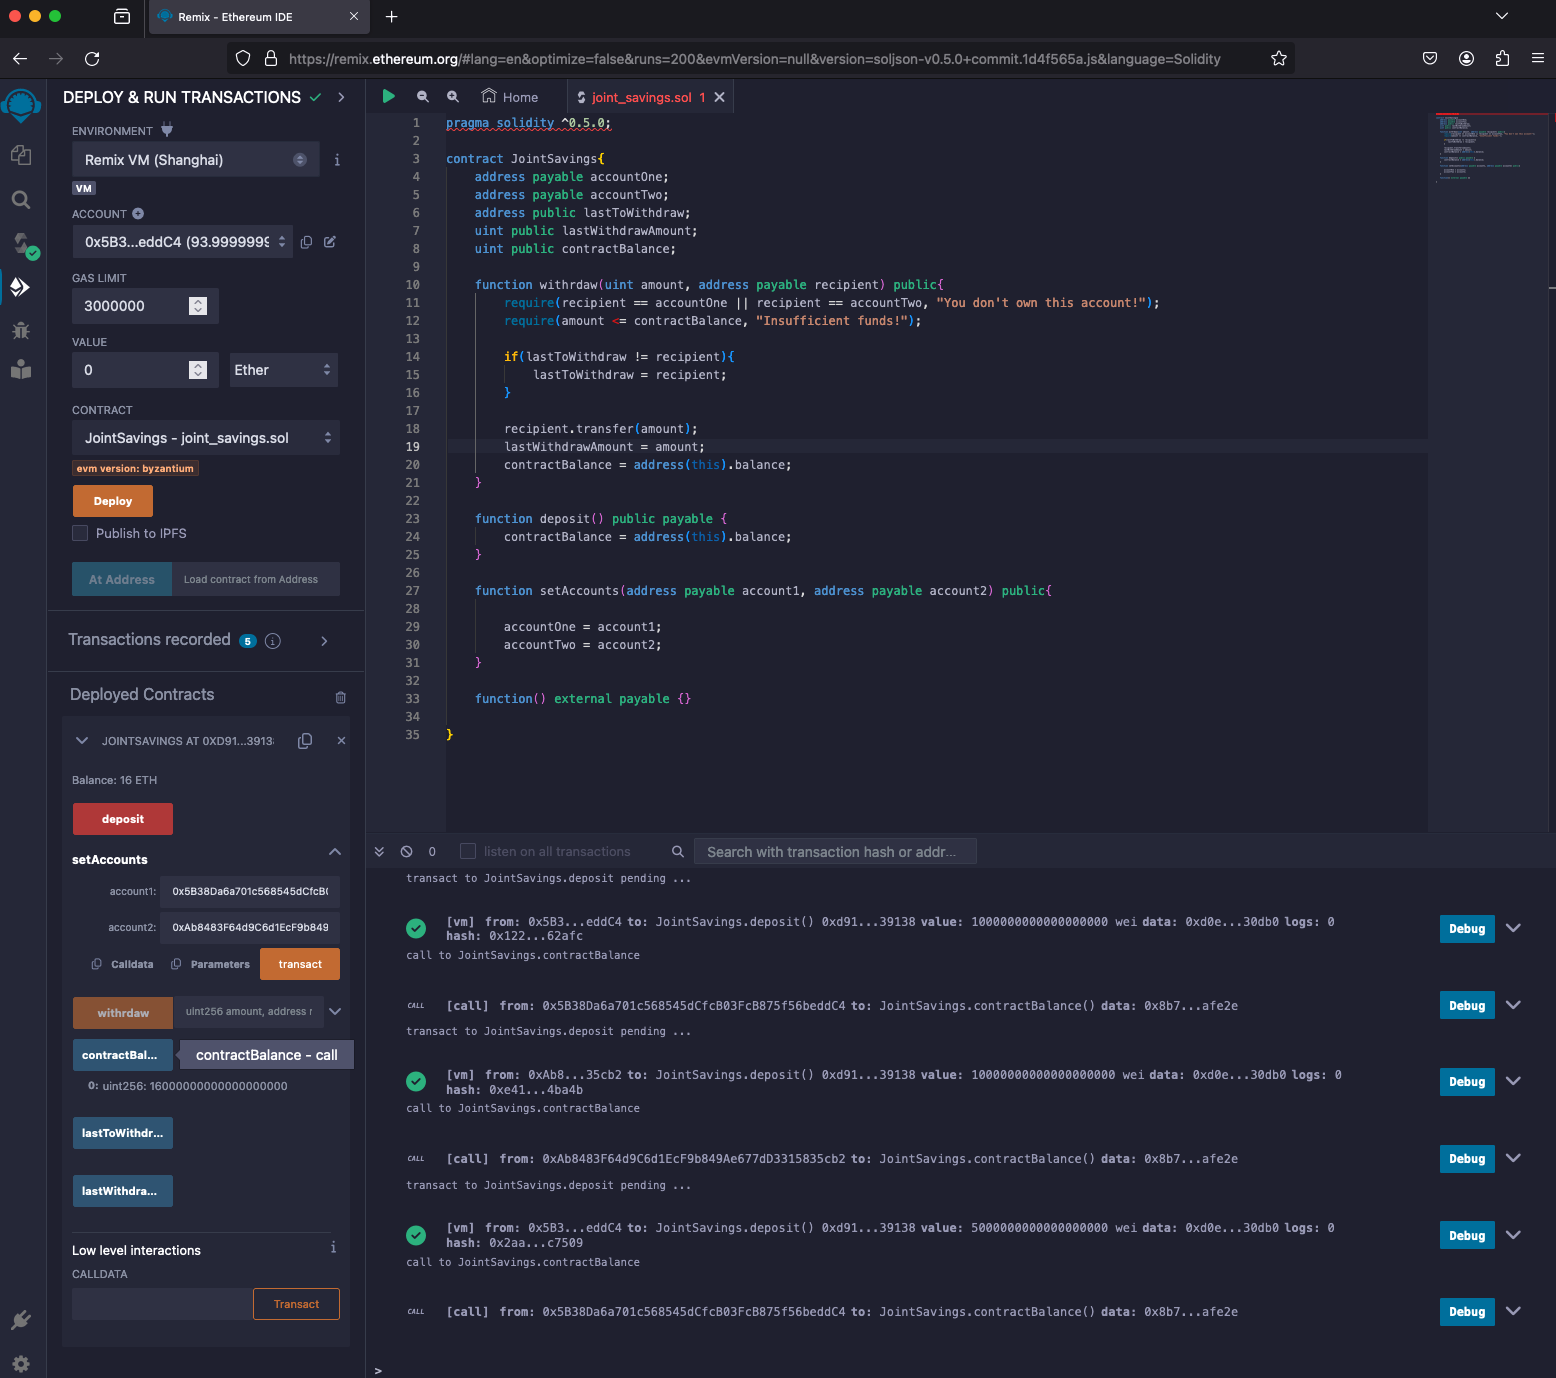 Remix - Ethereum IDE
https://remix.ethereum.org/#lang=en&optimize=false&runs=200&evmVersion=null&version=soljson-v0.5.0+commit.1d4f565a.js&language=Solidity
DEPLOY & RUN TRANSACTIONS
ENVIRONMENT
Remix VM (Shanghai)
VM
ACCOUNT
0x5B3...eddC4 (93.9999999
GAS LIMIT
3000000
VALUE
0
Ether
CONTRACT
JointSavings - joint_savings.sol
evm version: byzantium
Deploy
Publish to IPFS
At Address
Load contract from Address
Transactions recorded 5
Deployed Contracts
JOINTSAVINGS AT 0XD91...3913
Balance: 16 ETH
deposit
setAccounts
account1: 0x5B38Da6a701c568545dCfcB(
account2: 0xAb8483F64d9C6d1EcF9b849
Calldata Parameters transact
withrdaw
uint256 amount, address r
contractBal...
contractBalance - call
0: uint256: 16000000000000000000
lastToWithdr...
lastWithdra...
Low level interactions
CALLDATA
Transact
Home
joint_savings.sol 1
1 pragma solidity ^0.5.0;
2
3 contract JointSavings{
4 address payable accountOne;
5 address payable accountTwo;
6 address public lastToWithdraw;
7 uint public lastWithdrawAmount;
8 uint public contractBalance;
9
10 function withrdaw(uint amount, address payable recipient) public{
11 require(recipient == accountOne || recipient == accountTwo, "You don't own this account!");
12 require(amount <= contractBalance, "Insufficient funds!");
13
14 if(lastToWithdraw != recipient){
15 lastToWithdraw = recipient;
16 }
17
18 recipient.transfer(amount);
19 lastWithdrawAmount = amount;
20 contractBalance = address(this).balance;
21 }
22
23 function deposit() public payable {
24 contractBalance = address(this).balance;
25 }
26
27 function setAccounts(address payable account1, address payable account2) public{
28
29 accountOne = account1;
30 accountTwo = account2;
31 }
32
33 function() external payable {}
34
35 }
0
listen on all transactions
Search with transaction hash or addr...
transact to JointSavings.deposit pending ...
[vm] from: 0x5B3...eddC4 to: JointSavings.deposit() 0xd91...39138 value: 1000000000000000000 wei data: 0xd0e...30db0 logs: 0
hash: 0x122...62afc
Debug
call to JointSavings.contractBalance
CALL
[call] from: 0x5B38Da6a701c568545dCfcB03FcB875f56beddC4 to: JointSavings.contractBalance() data: 0x8b7...afe2e
Debug
transact to JointSavings.deposit pending ...
[vm] from: 0xAb8...35cb2 to: JointSavings.deposit() 0xd91...39138 value: 10000000000000000000 wei data: 0xd0e...30db0 logs: 0
hash: 0xe41...4ba4b
Debug
call to JointSavings.contractBalance
CALL
[call] from: 0xAb8483F64d9C6d1EcF9b849Ae677dD3315835cb2 to: JointSavings.contractBalance() data: 0x8b7...afe2e
Debug
transact to JointSavings.deposit pending ...
[vm] from: 0x5B3...eddC4 to: JointSavings.deposit() 0xd91...39138 value: 5000000000000000000 wei data: 0xd0e...30db0 logs: 0
hash: 0x2aa...c7509
Debug
call to JointSavings.contractBalance
CALL
[call] from: 0x5B38Da6a701c568545dCfcB03FcB875f56beddC4 to: JointSavings.contractBalance() data: 0x8b7...afe2e
Debug
>